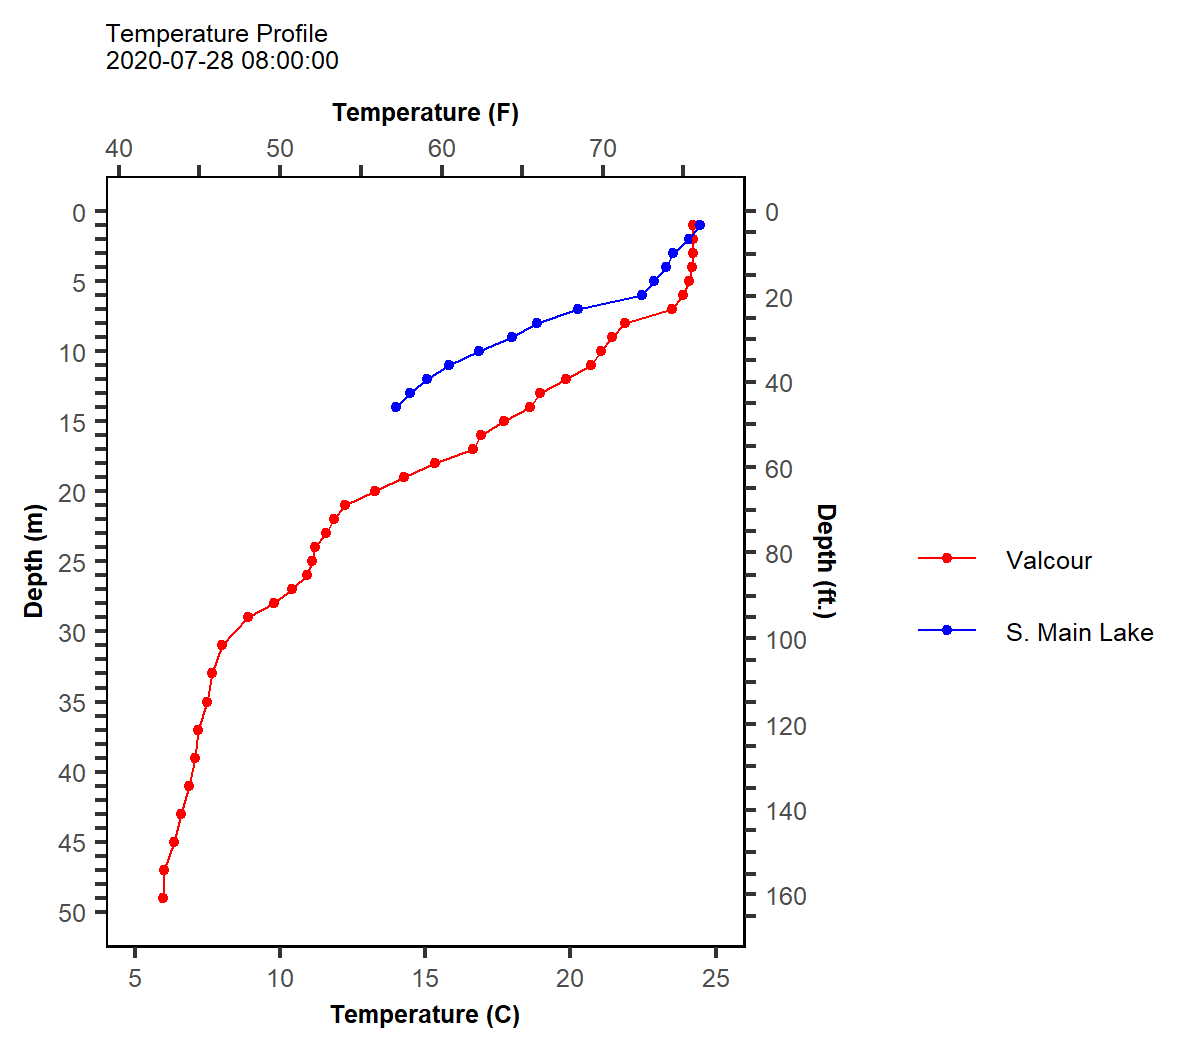 Temperature Profile
2020-07-28 08:00:00
Temperature (F)
40 50 60 70
0
5
10
15
20
25
30
35
40
45
50
Depth (m)
0
20
40
60
80
100
120
140
160
Depth (ft.)
5 10 15 20 25
Temperature (C)
Valcour
S. Main Lake